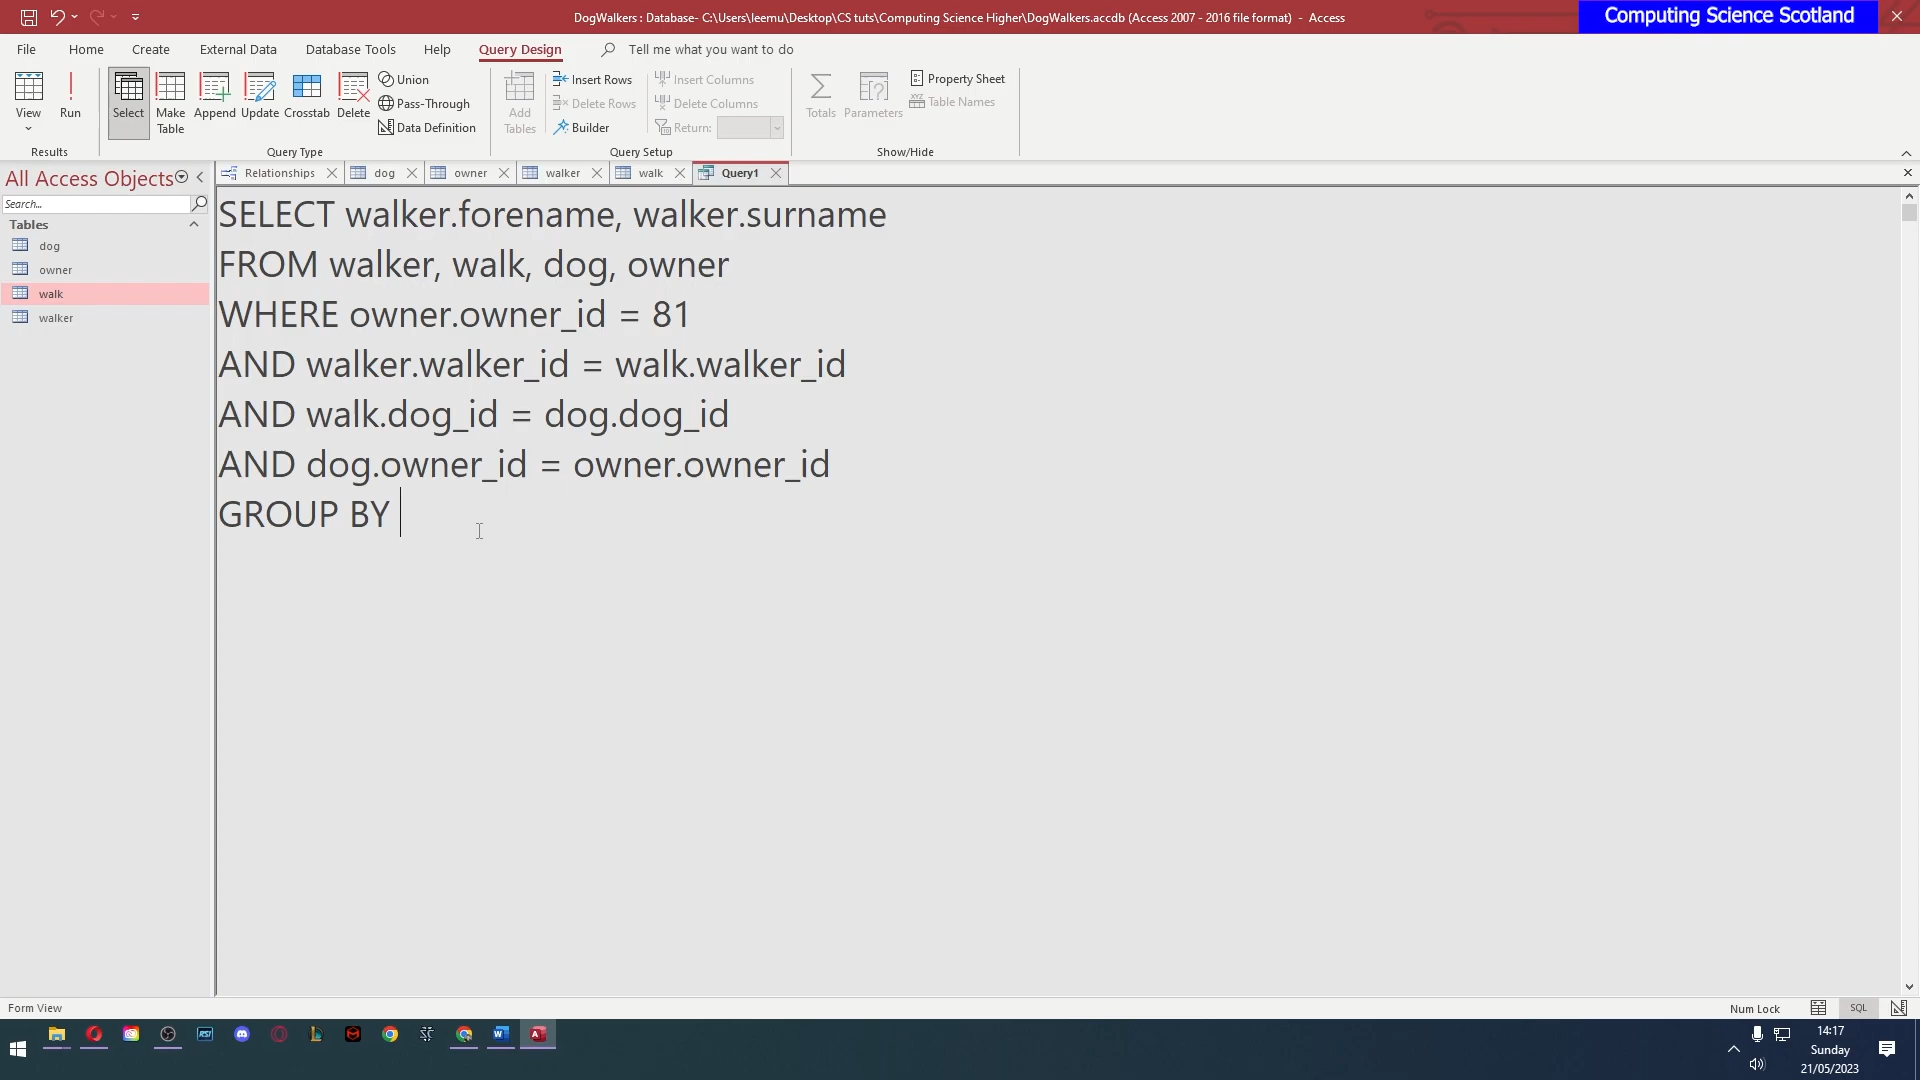 DogWalkers : Database- C:\Users\leemu\Desktop\CS tuts\Computing Science Higher\DogWalkers.accdb (Access 2007 - 2016 file format) - Access
Computing Science Scotland
File Home Create External Data Database Tools Help Query Design Tell me what you want to do
View
Run
Results
Select
Make Table
Append
Update
Crosstab
Delete
Union
Pass-Through
Data Definition
Query Type
Add Tables
Insert Rows
Delete Rows
Builder
Insert Columns
Delete Columns
Return:
Query Setup
Totals
Parameters
Property Sheet
Table Names
Show/Hide
All Access Objects
Search...
Tables
dog
owner
walk
walker
Relationships dog owner walker walk Query1
SELECT walker.forename, walker.surname
FROM walker, walk, dog, owner
WHERE owner.owner_id = 81
AND walker.walker_id = walk.walker_id
AND walk.dog_id = dog.dog_id
AND dog.owner_id = owner.owner_id
GROUP BY
Form View
Num Lock
SQL
14:17
Sunday
21/05/2023